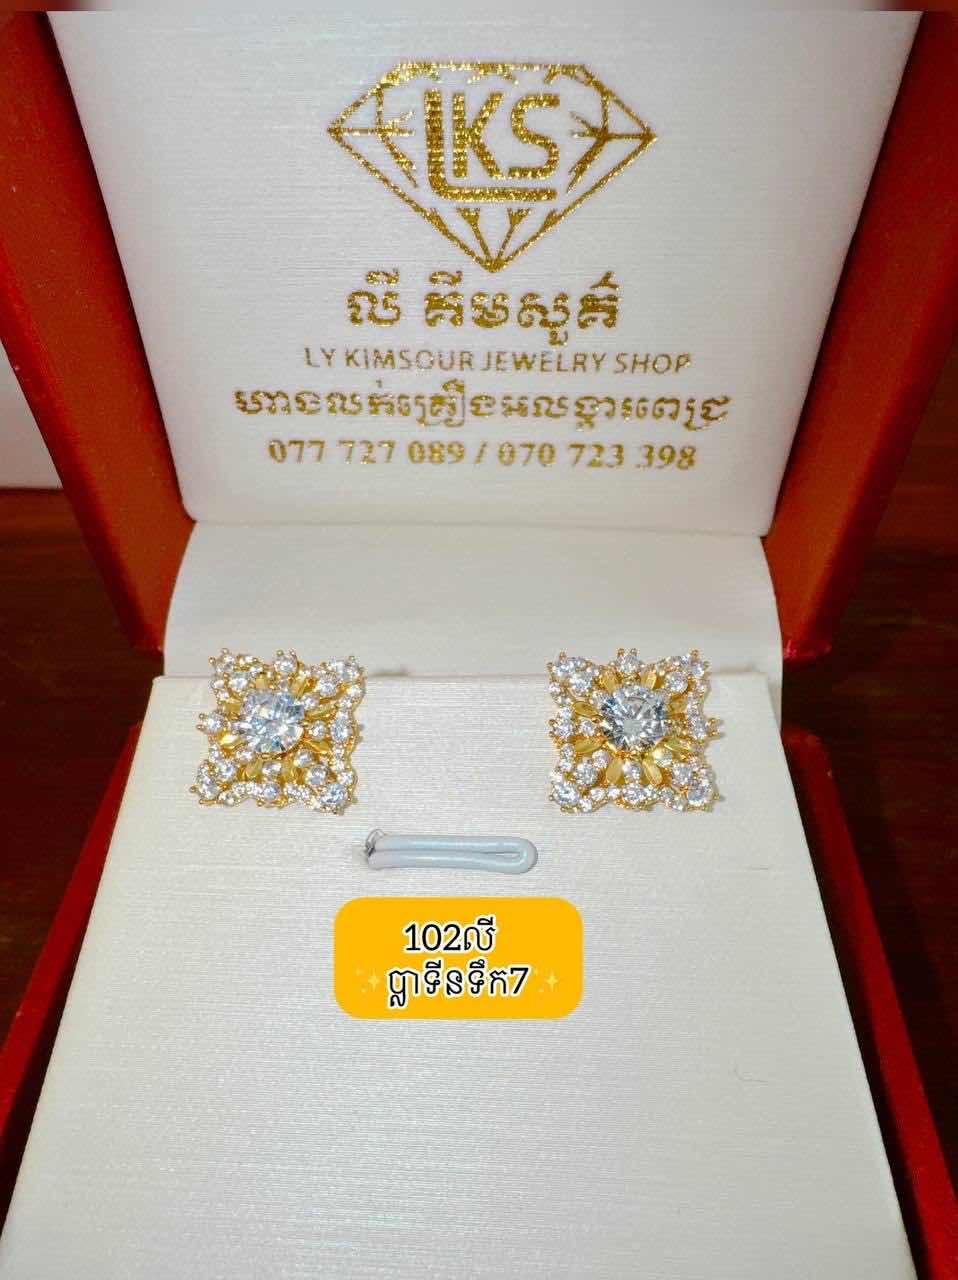 LKS
លី គីមសួគ៌
LY KIMSOUR JEWELRY SHOP
ហាងលក់គ្រឿងអលង្ការពេជ្រ
077 727 089 / 070 723 398
102លី
✨ប្លាទីនទឹក7✨